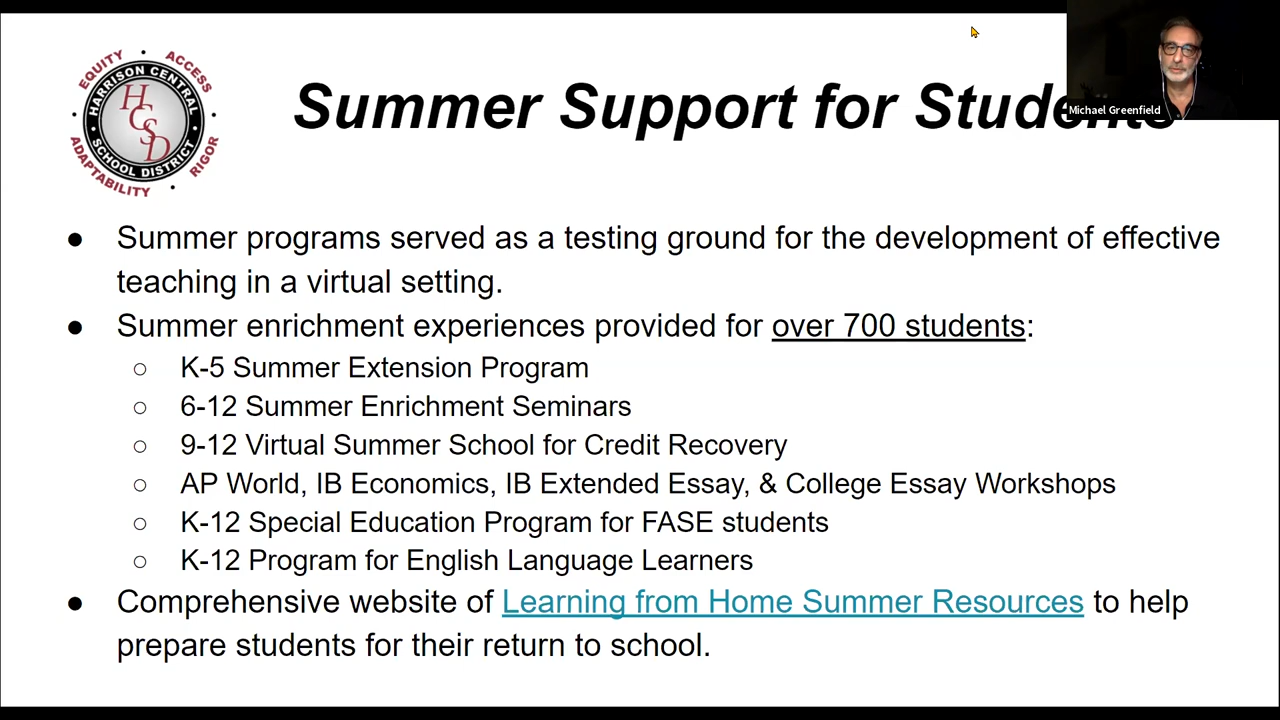 EQUITY • ACCESS
HARRISON CENTRAL
HCSD
SCHOOL DISTRICT
ADAPTABILITY • RIGOR
Summer Support for Students
Michael Greenfield
● Summer programs served as a testing ground for the development of effective
teaching in a virtual setting.
● Summer enrichment experiences provided for over 700 students:
○ K-5 Summer Extension Program
○ 6-12 Summer Enrichment Seminars
○ 9-12 Virtual Summer School for Credit Recovery
○ AP World, IB Economics, IB Extended Essay, & College Essay Workshops
○ K-12 Special Education Program for FASE students
○ K-12 Program for English Language Learners
● Comprehensive website of Learning from Home Summer Resources to help
prepare students for their return to school.